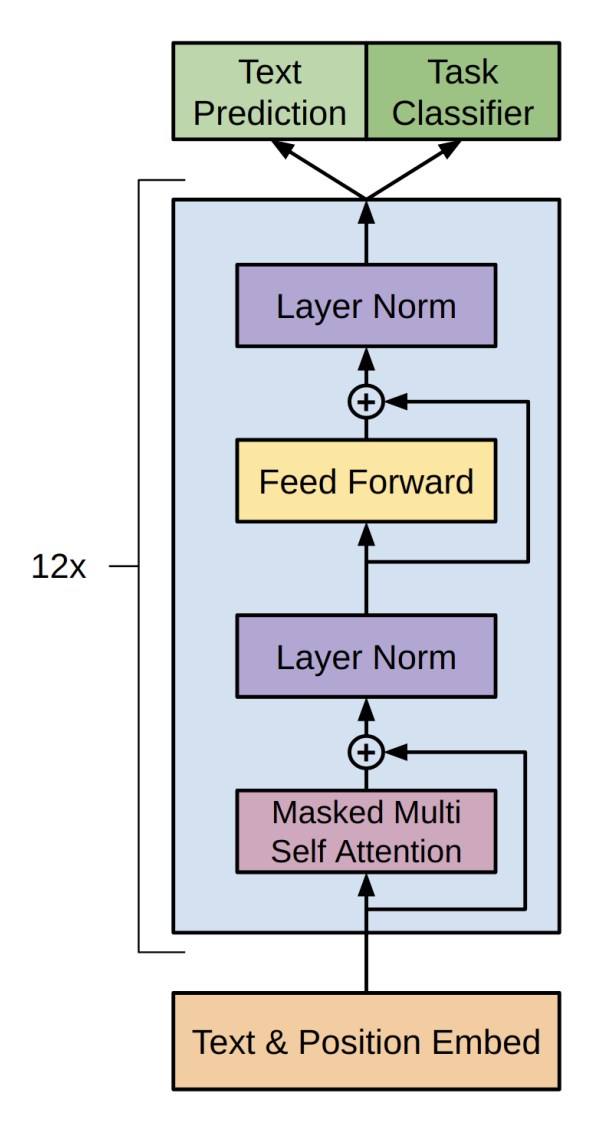 Text
Prediction
Task
Classifier
Layer Norm
+
Feed Forward
12x
Layer Norm
+
Masked Multi
Self Attention
Text & Position Embed